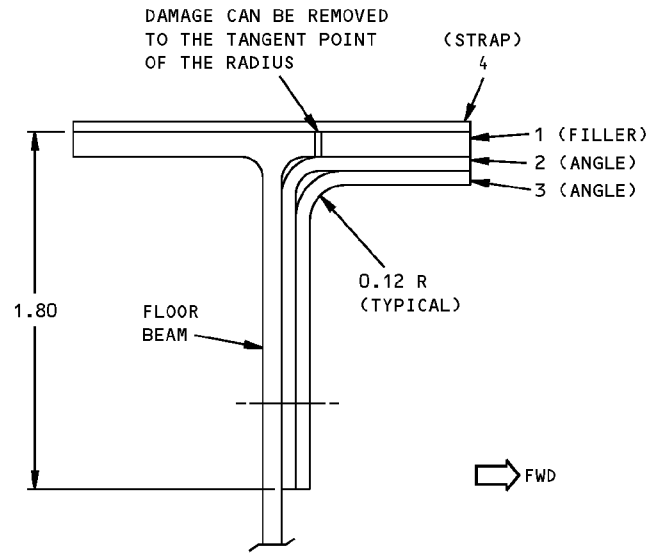 DAMAGE CAN BE REMOVED
TO THE TANGENT POINT
OF THE RADIUS
(STRAP)
4
1 (FILLER)
2 (ANGLE)
3 (ANGLE)
0.12 R
(TYPICAL)
1.80
FLOOR
BEAM
FWD